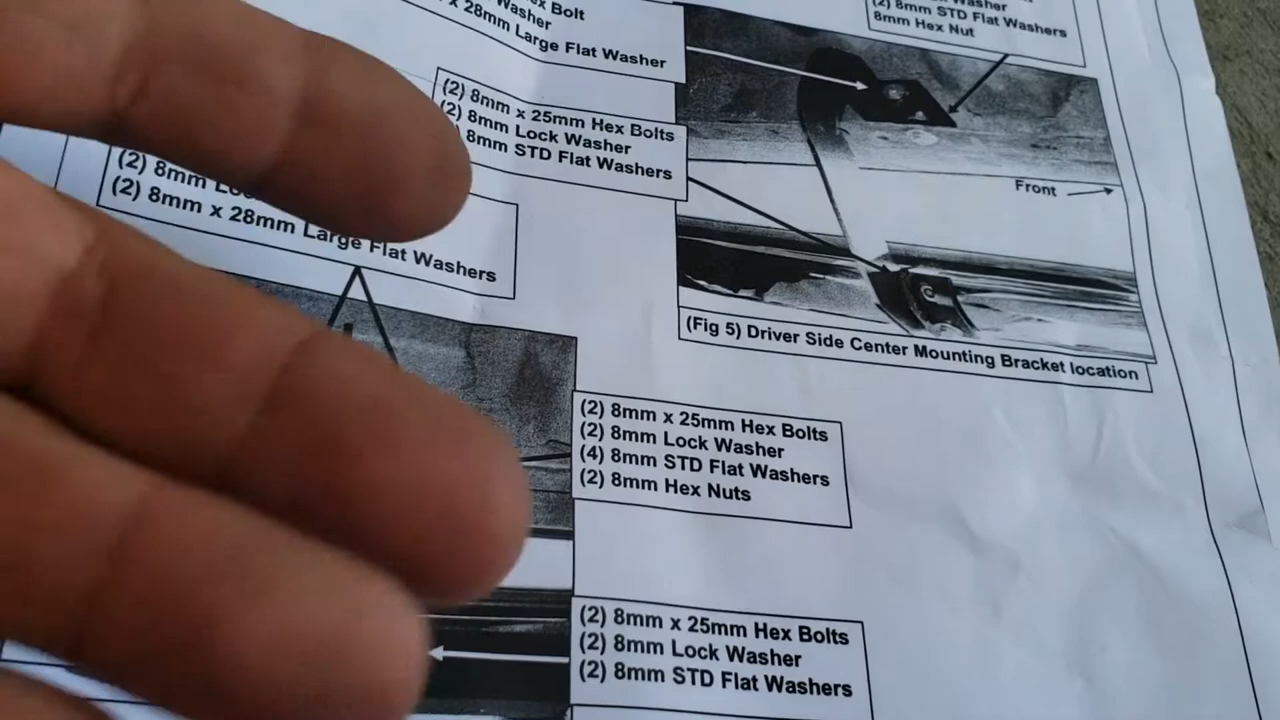 ex Bolt
Washer
x 28mm Large Flat Washer
(2) 8mm STD Flat Washers
8mm Hex Nut
(2) 8mm x 25mm Hex Bolts
(2) 8mm Lock Washer
8mm STD Flat Washers
Front
(2) 8mm
(2) 8mm x 28mm Large Flat Washers
(Fig 5) Driver Side Center Mounting Bracket location
(2) 8mm x 25mm Hex Bolts
(2) 8mm Lock Washer
(4) 8mm STD Flat Washers
(2) 8mm Hex Nuts
(2) 8mm x 25mm Hex Bolts
(2) 8mm Lock Washer
(2) 8mm STD Flat Washers